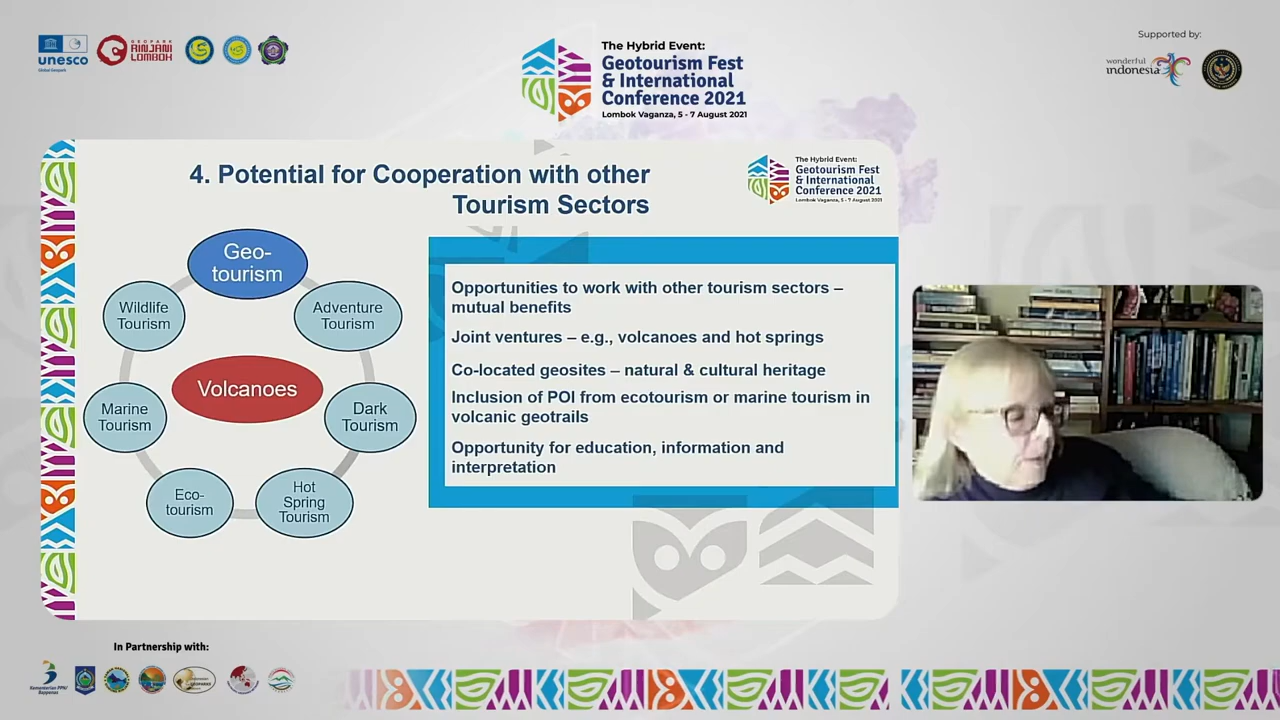 unesco
Global Geopark
GEOPARK
RINJANI
LOMBOK
The Hybrid Event:
Geotourism Fest
& International
Conference 2021
Lombok Vaganza, 5 - 7 August 2021
Supported by:
wonderful
indonesia
4. Potential for Cooperation with other
Tourism Sectors
The Hybrid Event:
Geotourism Fest
& International
Conference 2021
Lombok Vaganza, 5 - 7 August 2021
Geo-
tourism
Wildlife
Tourism
Adventure
Tourism
Volcanoes
Marine
Tourism
Dark
Tourism
Eco-
tourism
Hot
Spring
Tourism
Opportunities to work with other tourism sectors –
mutual benefits
Joint ventures – e.g., volcanoes and hot springs
Co-located geosites – natural & cultural heritage
Inclusion of POI from ecotourism or marine tourism in
volcanic geotrails
Opportunity for education, information and
interpretation
In Partnership with:
Kementerian PPN/
Bappenas